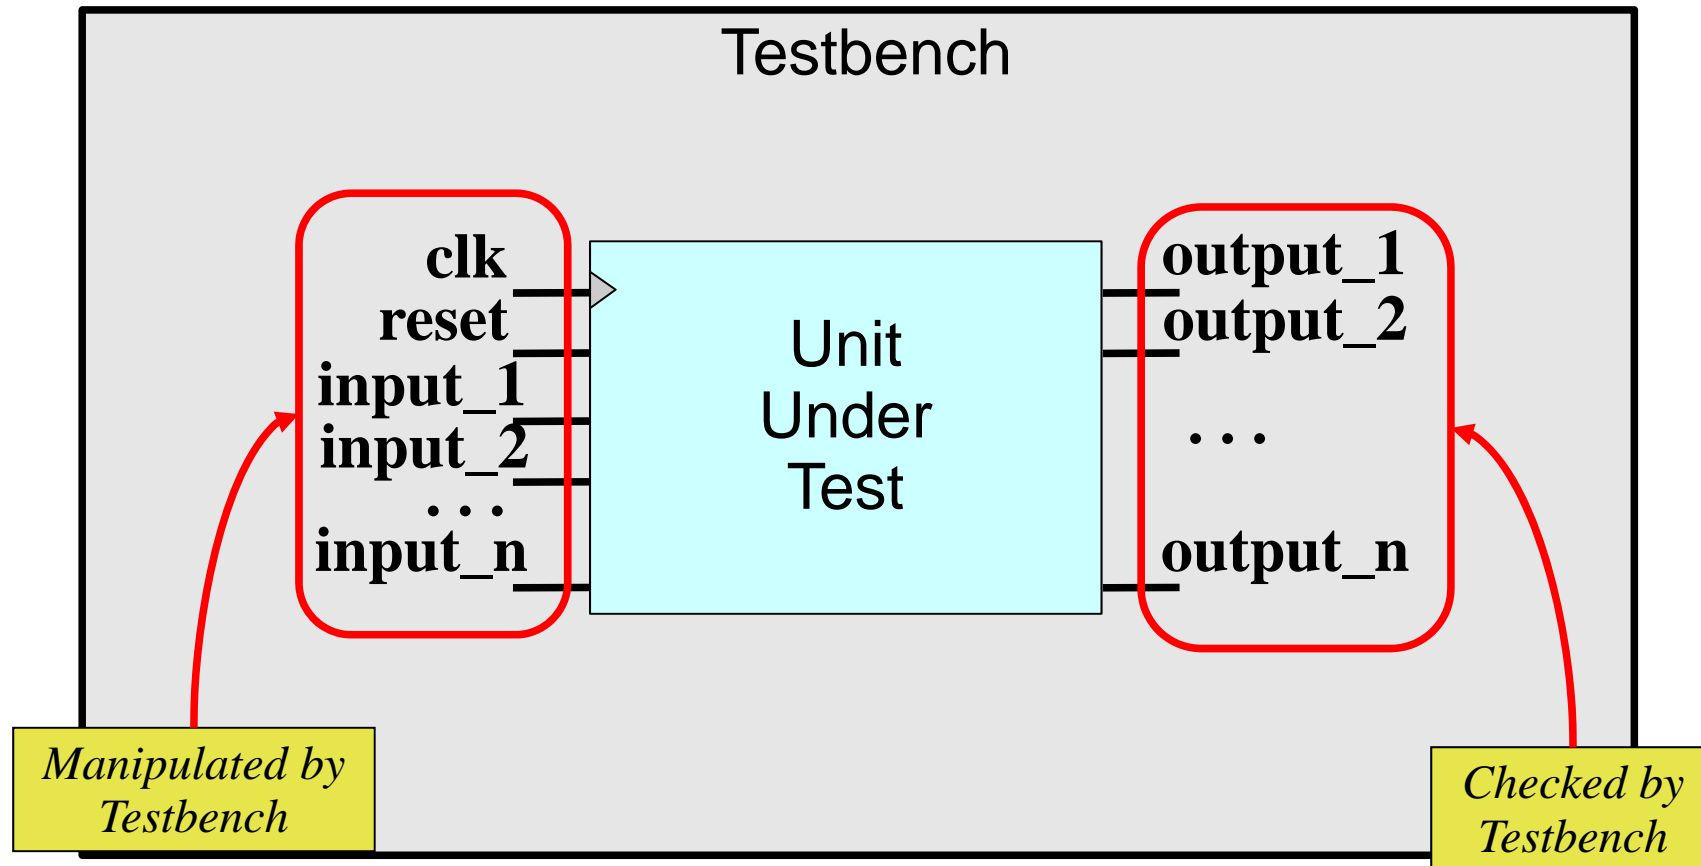 Testbench
clk
reset
input_1
input_2
...
input_n
Unit
Under
Test
output_1
output_2
...
output_n
Manipulated by
Testbench
Checked by
Testbench